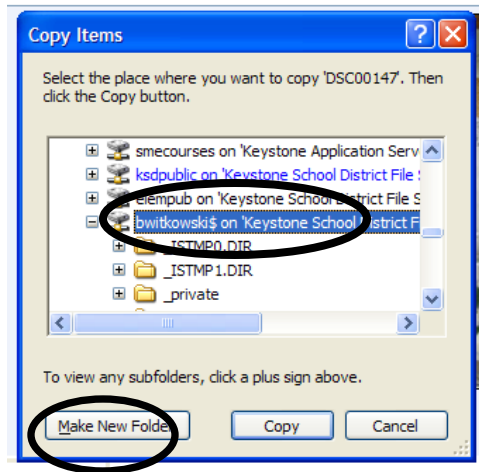 Copy Items
Select the place where you want to copy 'DSC00147'. Then
click the Copy button.
smecourses on 'Keystone Application Serv
ksdpublic on 'Keystone School District File S
elempub on 'Keystone School District File S
bwitkowski$ on 'Keystone School District F
_ISTMP0.DIR
_ISTMP1.DIR
_private
To view any subfolders, click a plus sign above.
Make New Folder
Copy
Cancel